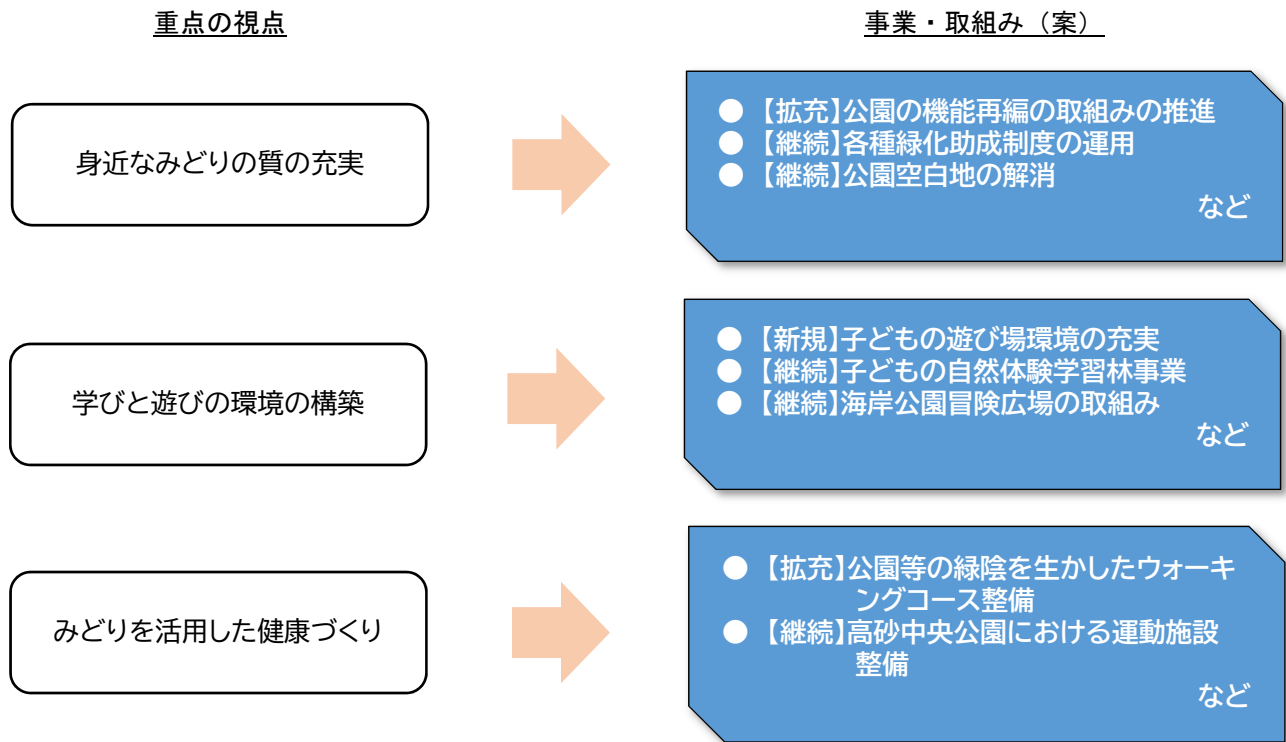 重点の視点
事業・取組み（案）
身近なみどりの質の充実
● 【拡充】公園の機能再編の取組みの推進
● 【継続】各種緑化助成制度の運用
● 【継続】公園空白地の解消
など
学びと遊びの環境の構築
● 【新規】子どもの遊び場環境の充実
● 【継続】子どもの自然体験学習林事業
● 【継続】海岸公園冒険広場の取組み
など
みどりを活用した健康づくり
● 【拡充】公園等の緑陰を生かしたウォーキ
ングコース整備
● 【継続】高砂中央公園における運動施設
整備
など